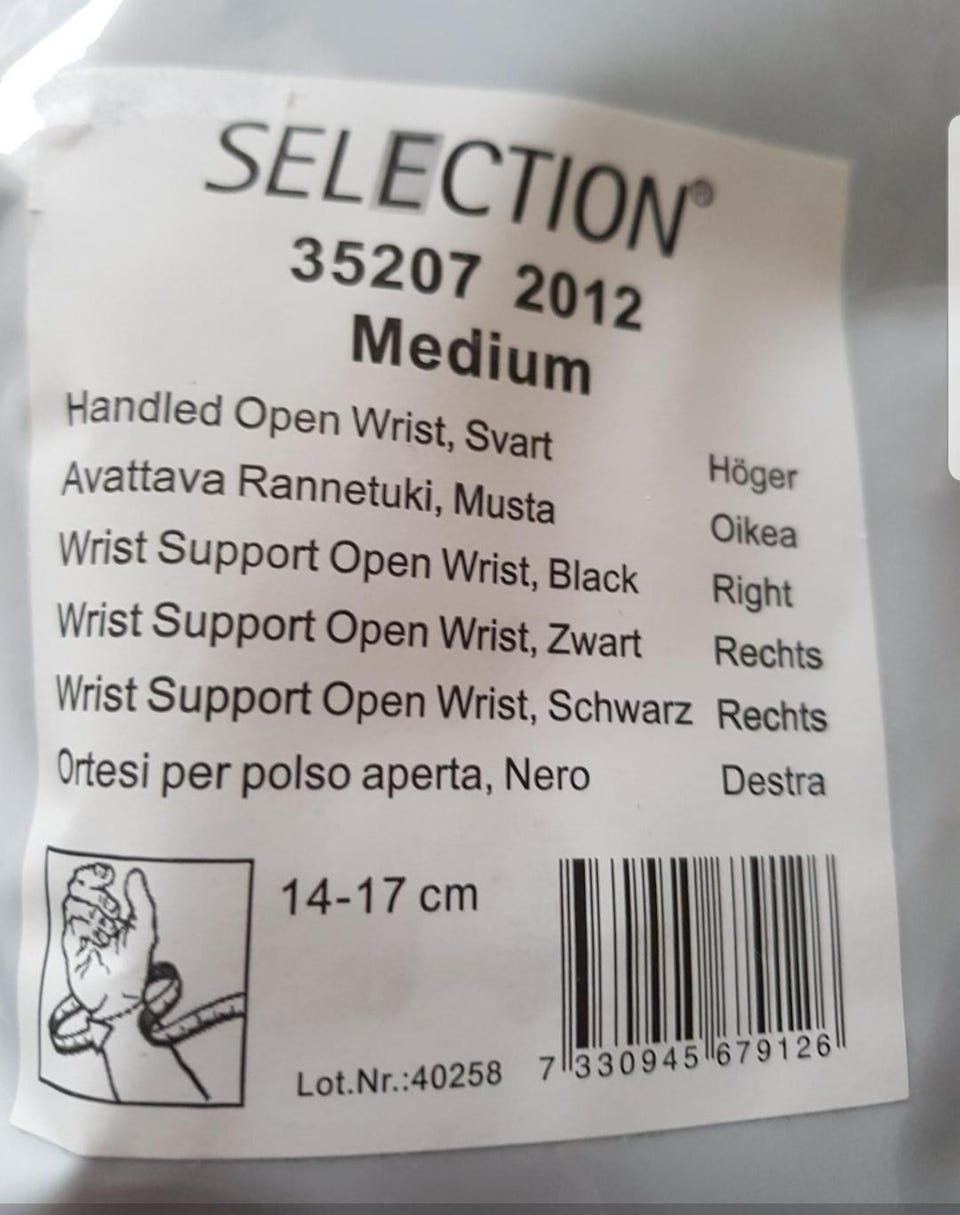 SELECTION®
35207 2012
Medium
Handled Open Wrist, Svart Höger
Avattava Rannetuki, Musta Oikea
Wrist Support Open Wrist, Black Right
Wrist Support Open Wrist, Zwart Rechts
Wrist Support Open Wrist, Schwarz Rechts
Ortesi per polso aperta, Nero Destra
14-17 cm
Lot.Nr.:40258
7 330945 679126